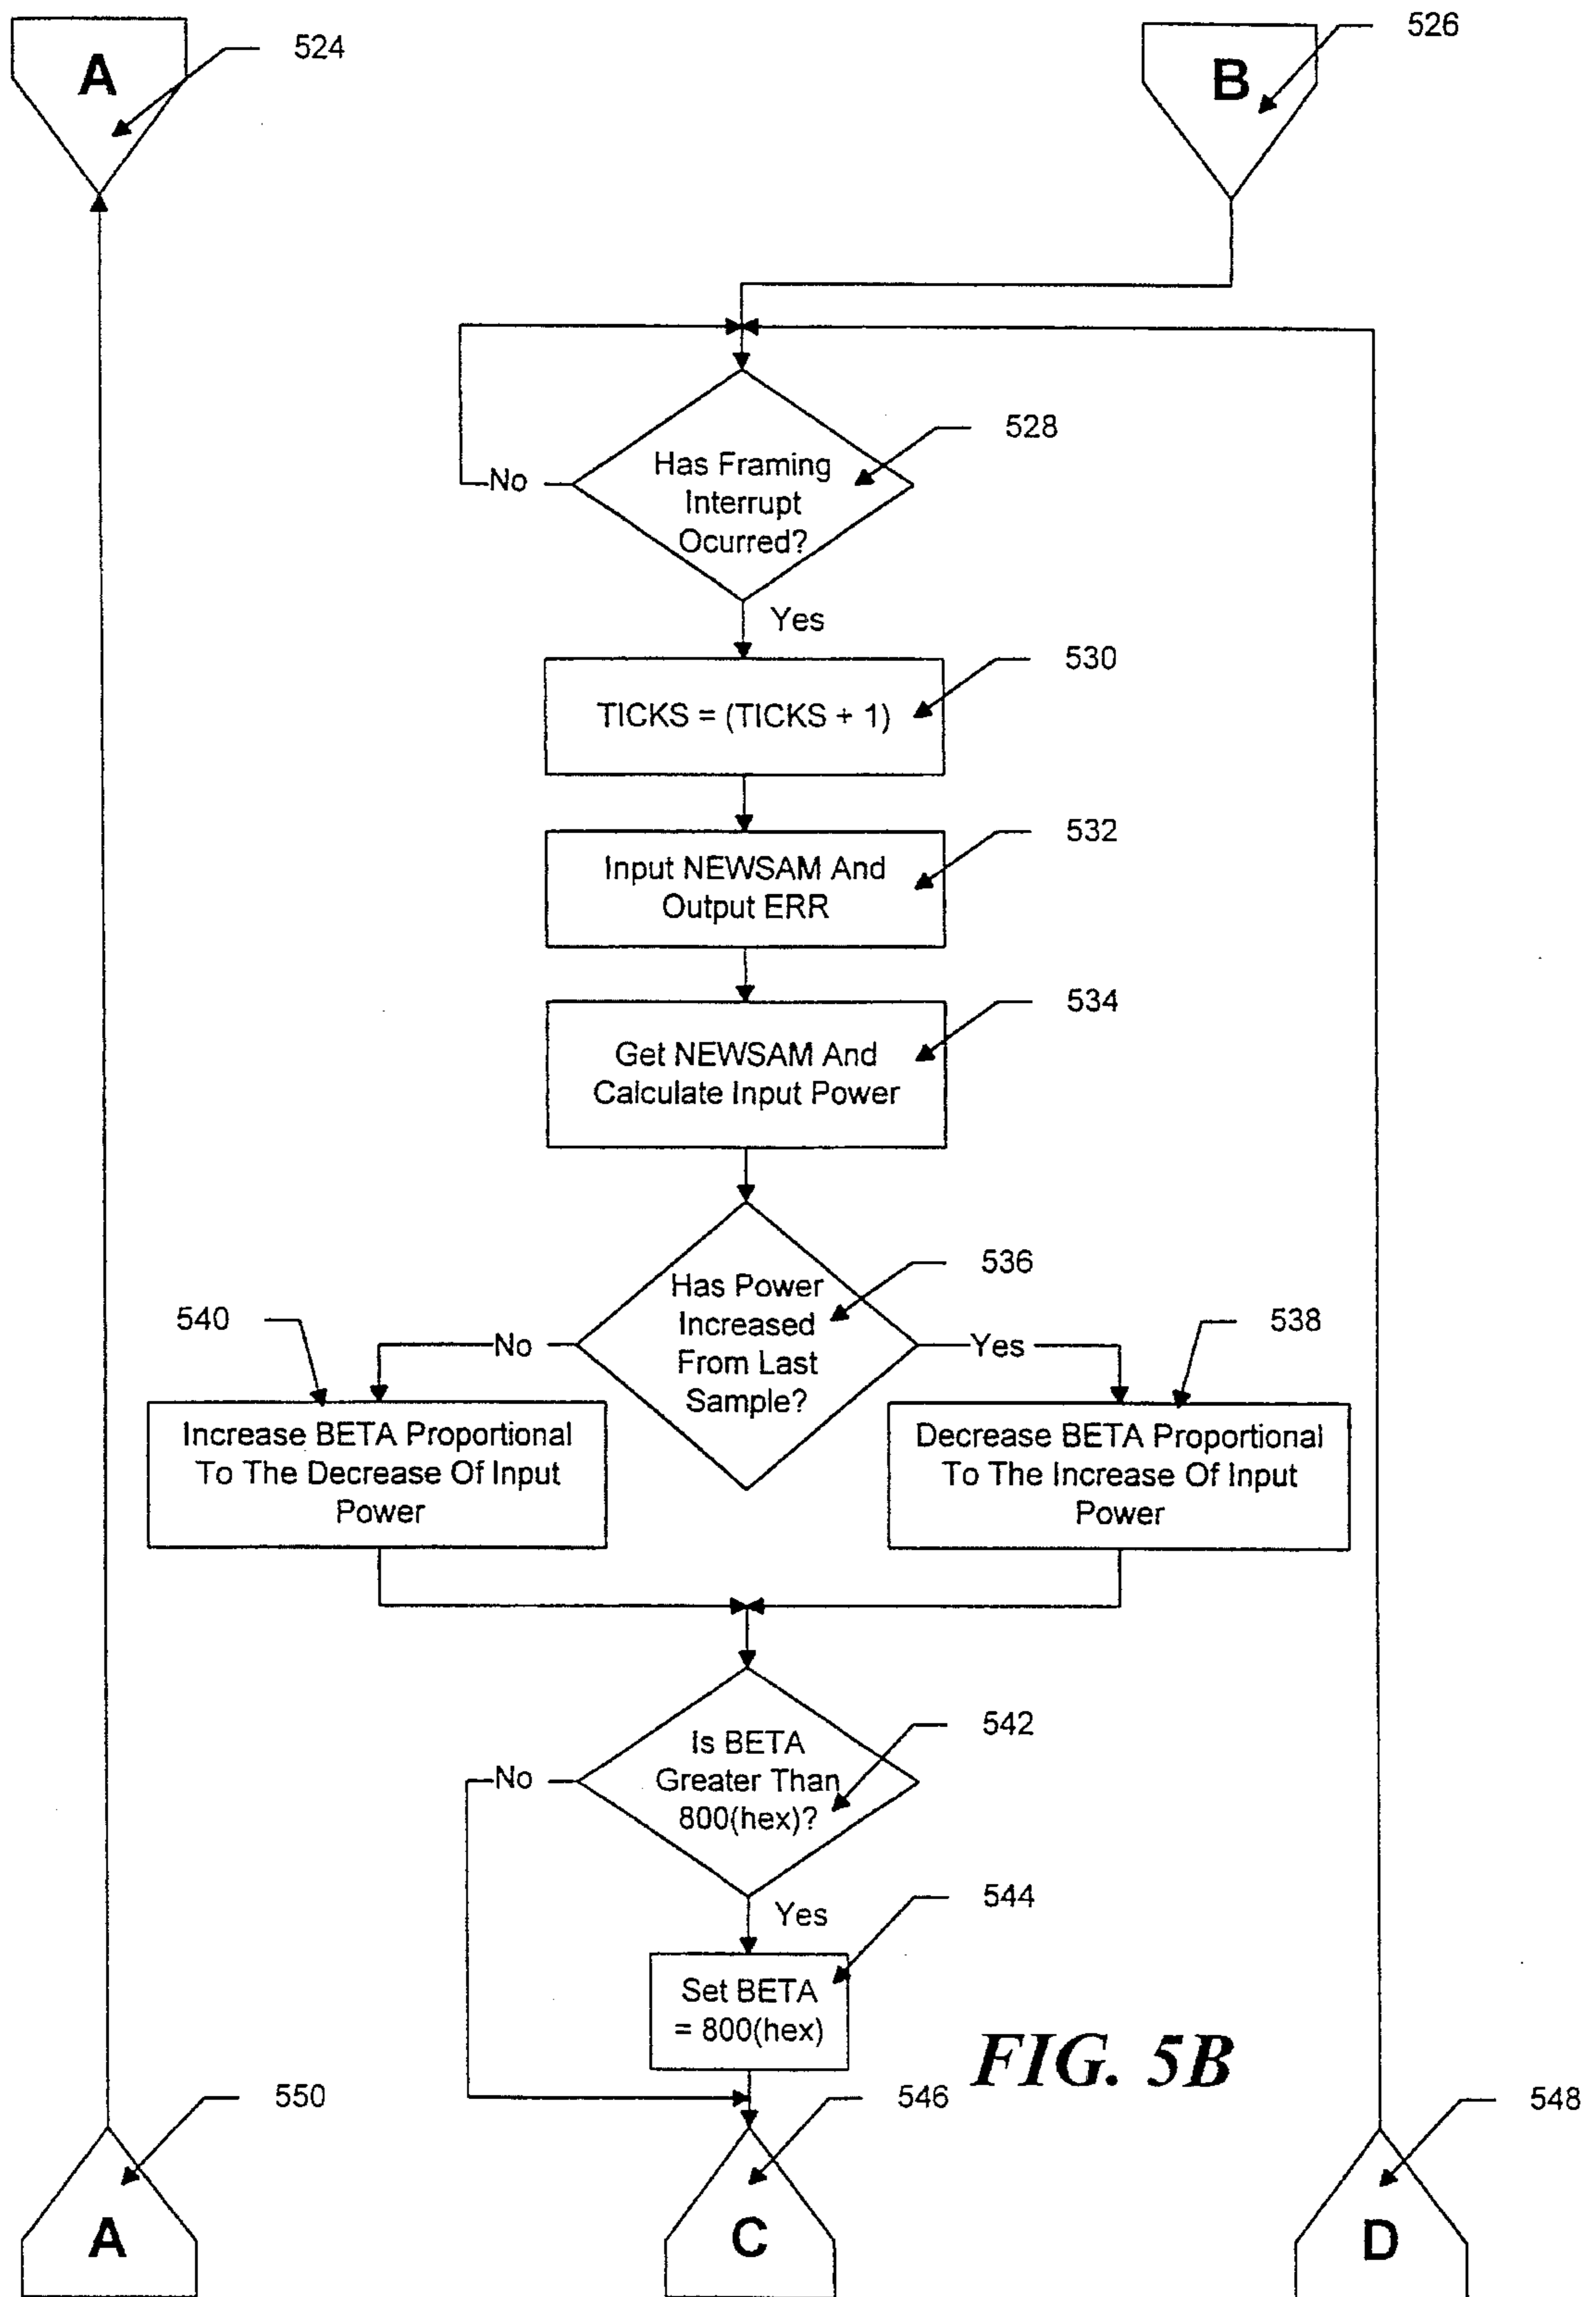 A
524
B
526
528
Has Framing
Interrupt
Ocurred?
No
Yes
530
TICKS = (TICKS + 1)
532
Input NEWSAM And
Output ERR
534
Get NEWSAM And
Calculate Input Power
536
Has Power
Increased
From Last
Sample?
540
No
Yes
538
Increase BETA Proportional
To The Decrease Of Input
Power
Decrease BETA Proportional
To The Increase Of Input
Power
542
Is BETA
Greater Than
800(hex)?
No
Yes
544
Set BETA
= 800(hex)
FIG. 5B
550
546
548
A
C
D